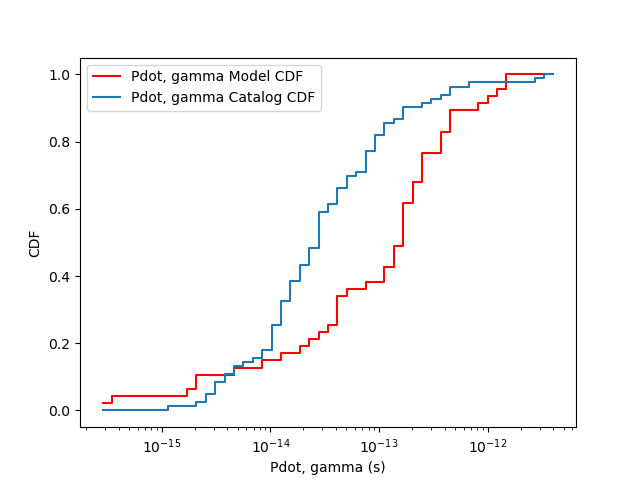 Pdot, gamma Model CDF
Pdot, gamma Catalog CDF
1.0
0.8
0.6
0.4
0.2
0.0
CDF
10⁻¹⁵
10⁻¹⁴
10⁻¹³
10⁻¹²
Pdot, gamma (s)